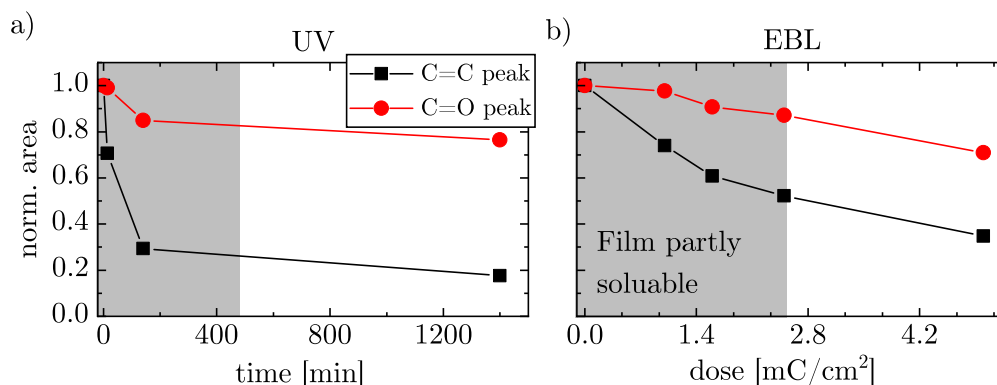 a)
UV
C=C peak
C=O peak
norm. area
1.0
0.8
0.6
0.4
0.2
0.0
0
400
800
1200
time [min]
b)
EBL
Film partly
soluable
0.0
1.4
2.8
4.2
dose [mC/cm²]